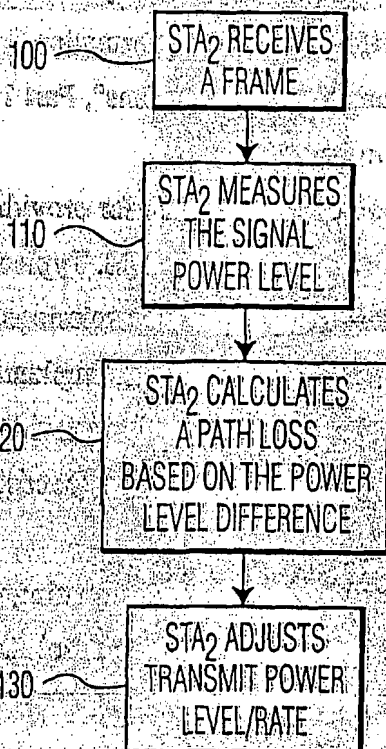 100
STA₂ RECEIVES
A FRAME
110
STA₂ MEASURES
THE SIGNAL
POWER LEVEL
20
STA₂ CALCULATES
A PATH LOSS
BASED ON THE POWER
LEVEL DIFFERENCE
130
STA₂ ADJUSTS
TRANSMIT POWER
LEVEL/RATE